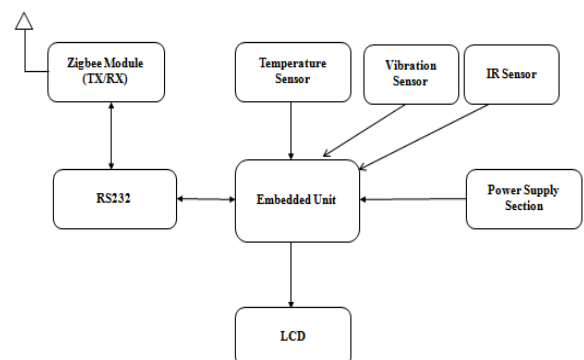 Zigbee Module
(TX/RX)
Temperature
Sensor
Vibration
Sensor
IR Sensor
RS232
Embedded Unit
Power Supply
Section
LCD